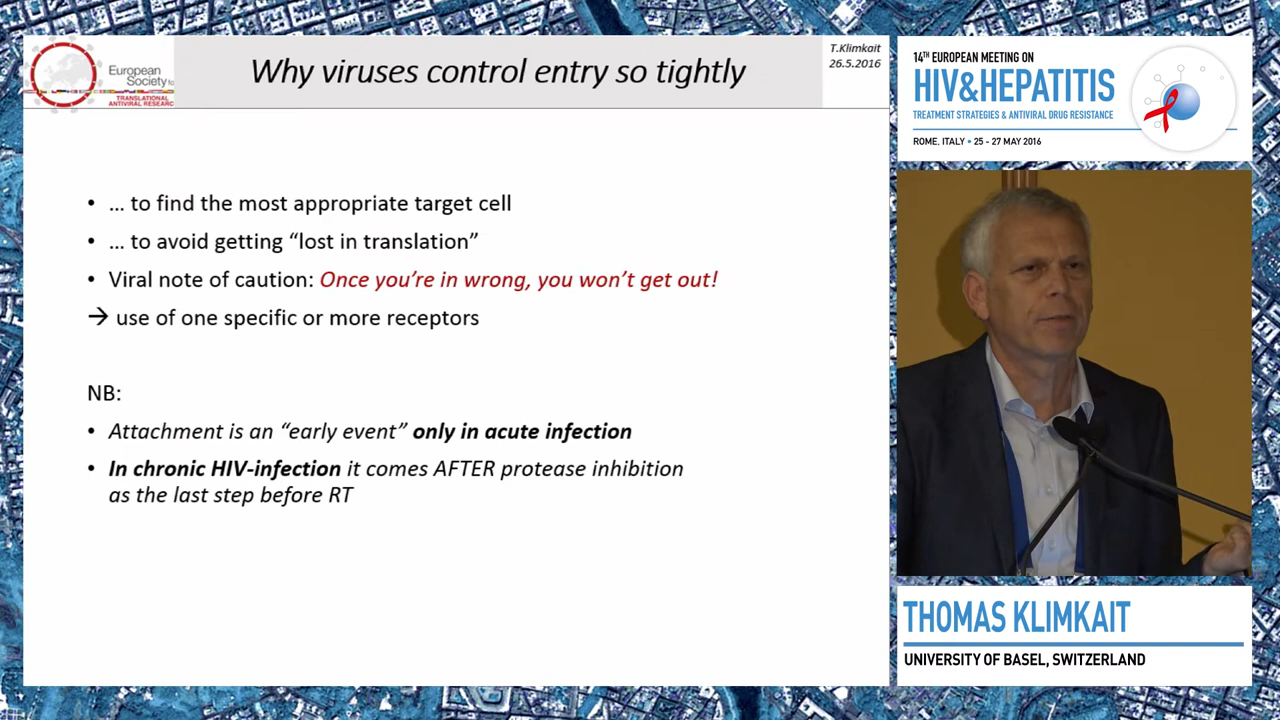 European
Society fo
TRANSLATIONAL
ANTIVIRAL RESEARC
Why viruses control entry so tightly
T.Klimkait
26.5.2016
• … to find the most appropriate target cell
• … to avoid getting “lost in translation”
• Viral note of caution: Once you’re in wrong, you won’t get out!
→ use of one specific or more receptors
NB:
• Attachment is an “early event” only in acute infection
• In chronic HIV-infection it comes AFTER protease inhibition
as the last step before RT
14TH EUROPEAN MEETING ON
HIV&HEPATITIS
TREATMENT STRATEGIES & ANTIVIRAL DRUG RESISTANCE
ROME, ITALY • 25 - 27 MAY 2016
THOMAS KLIMKAIT
UNIVERSITY OF BASEL, SWITZERLAND